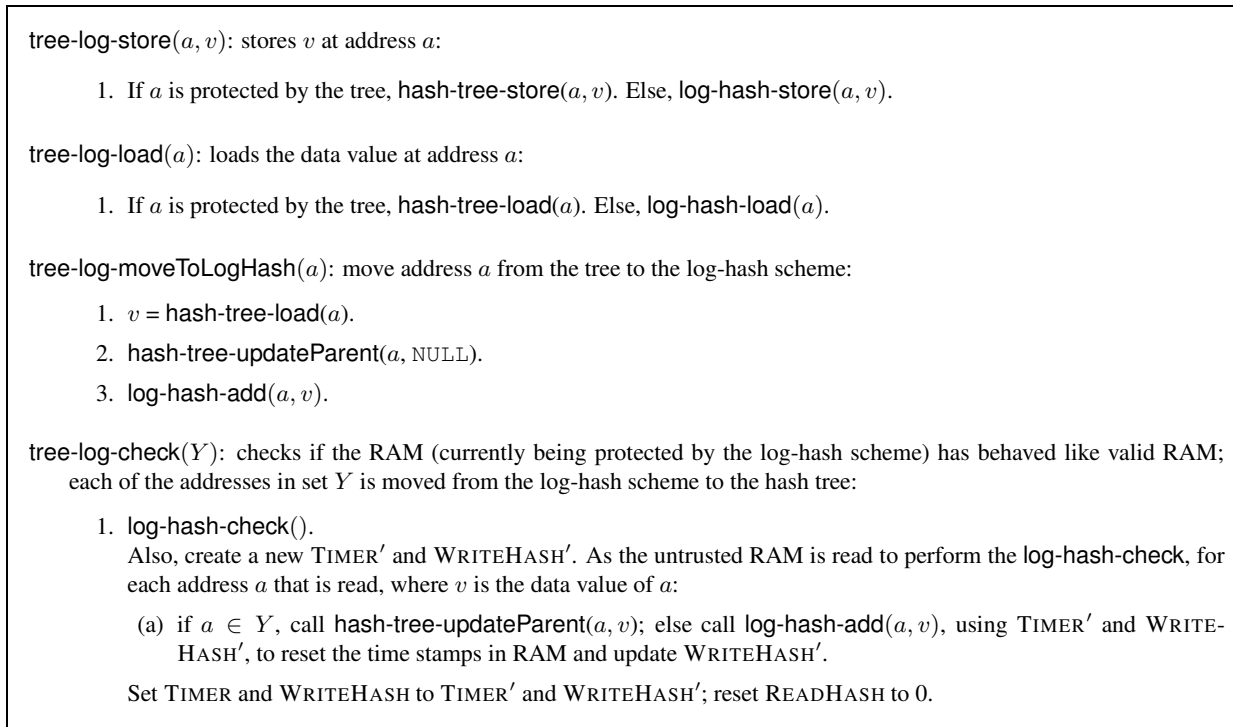 tree-log-store(a, v): stores v at address a:
1. If a is protected by the tree, hash-tree-store(a, v). Else, log-hash-store(a, v).
tree-log-load(a): loads the data value at address a:
1. If a is protected by the tree, hash-tree-load(a). Else, log-hash-load(a).
tree-log-moveToLogHash(a): move address a from the tree to the log-hash scheme:
1. v = hash-tree-load(a).
2. hash-tree-updateParent(a, NULL).
3. log-hash-add(a, v).
tree-log-check(Y): checks if the RAM (currently being protected by the log-hash scheme) has behaved like valid RAM;
each of the addresses in set Y is moved from the log-hash scheme to the hash tree:
1. log-hash-check().
Also, create a new TIMER′ and WRITEHASH′. As the untrusted RAM is read to perform the log-hash-check, for
each address a that is read, where v is the data value of a:
(a) if a ∈ Y, call hash-tree-updateParent(a, v); else call log-hash-add(a, v), using TIMER′ and WRITE-
HASH′, to reset the time stamps in RAM and update WRITEHASH′.
Set TIMER and WRITEHASH to TIMER′ and WRITEHASH′; reset READHASH to 0.